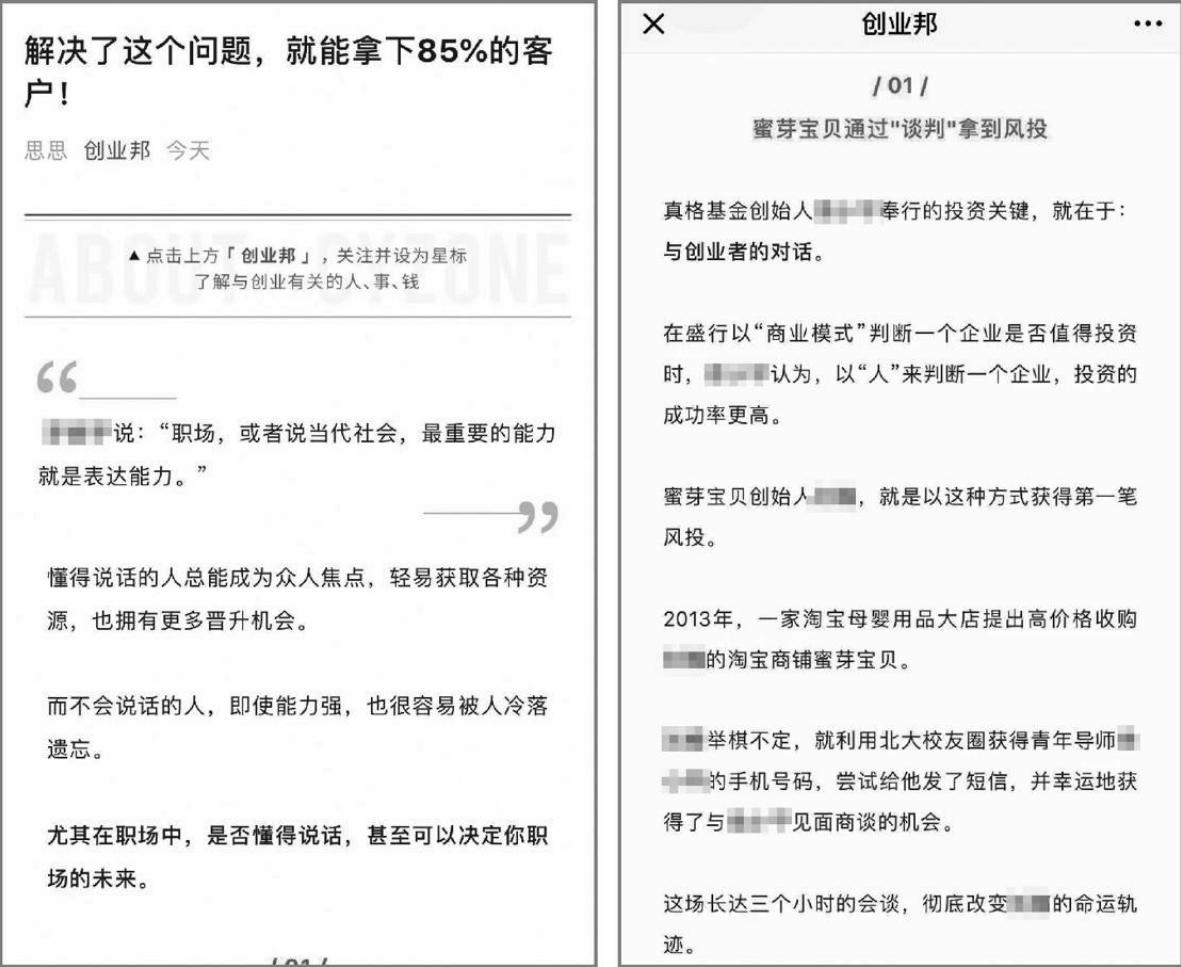 解决了这个问题，就能拿下85%的客
户！
思思 创业邦 今天
ABOUT CYZONE
▲点击上方「创业邦」，关注并设为星标
了解与创业有关的人、事、钱
“
说：“职场，或者说当代社会，最重要的能力
就是表达能力。”
”
懂得说话的人总能成为众人焦点，轻易获取各种资
源，也拥有更多晋升机会。
而不会说话的人，即使能力强，也很容易被人冷落
遗忘。
尤其在职场中，是否懂得说话，甚至可以决定你职
场的未来。
/ 01 /
创业邦
/ 01 /
蜜芽宝贝通过"谈判"拿到风投
真格基金创始人奉行的投资关键，就在于：
与创业者的对话。
在盛行以“商业模式”判断一个企业是否值得投资
时，认为，以“人”来判断一个企业，投资的
成功率更高。
蜜芽宝贝创始人，就是以这种方式获得第一笔
风投。
2013年，一家淘宝母婴用品大店提出高价格收购
的淘宝商铺蜜芽宝贝。
举棋不定，就利用北大校友圈获得青年导师
的手机号码，尝试给他发了短信，并幸运地获
得了与见面商谈的机会。
这场长达三个小时的会谈，彻底改变的命运轨
迹。